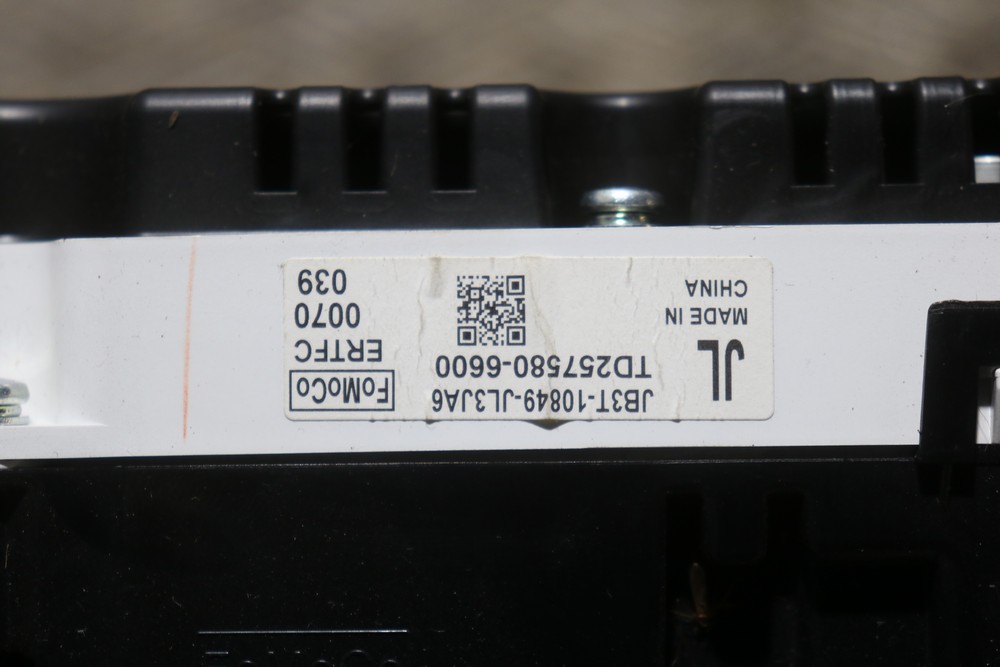 JB3T-10849-JL3JA6
TD257580-6600
JL
MADE IN
CHINA
FoMoCo
ERTFC
0070
039